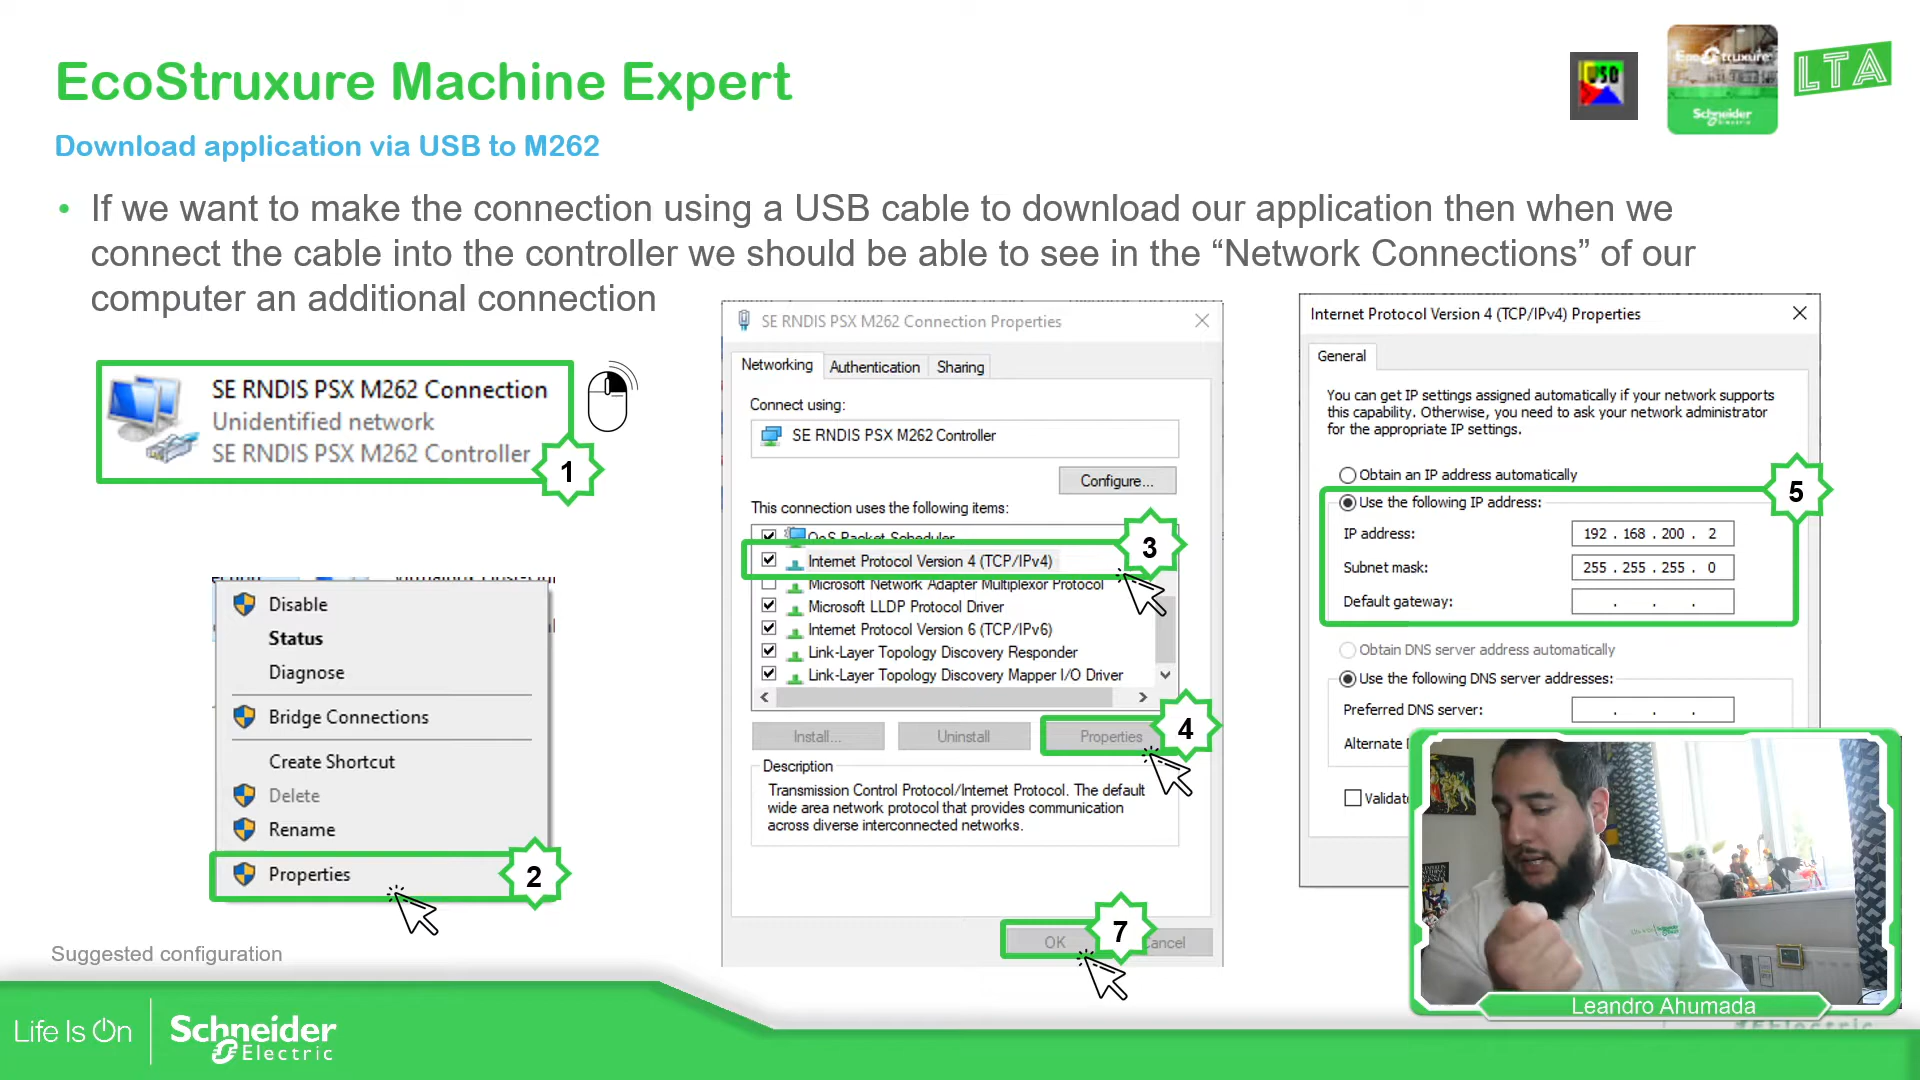 EcoStruxure Machine Expert
Download application via USB to M262
• If we want to make the connection using a USB cable to download our application then when we
connect the cable into the controller we should be able to see in the “Network Connections” of our
computer an additional connection
USB
EcoStruxure
Schneider
Electric
LTA
SE RNDIS PSX M262 Connection
Unidentified network
SE RNDIS PSX M262 Controller
1
Disable
Status
Diagnose
Bridge Connections
Create Shortcut
Delete
Rename
Properties
2
SE RNDIS PSX M262 Connection Properties
Networking
Authentication
Sharing
Connect using:
SE RNDIS PSX M262 Controller
Configure...
This connection uses the following items:
QoS Packet Scheduler
Internet Protocol Version 4 (TCP/IPv4)
3
Microsoft Network Adapter Multiplexor Protocol
Microsoft LLDP Protocol Driver
Internet Protocol Version 6 (TCP/IPv6)
Link-Layer Topology Discovery Responder
Link-Layer Topology Discovery Mapper I/O Driver
Install...
Uninstall
Properties
4
Description
Transmission Control Protocol/Internet Protocol. The default
wide area network protocol that provides communication
across diverse interconnected networks.
OK
7
Cancel
Internet Protocol Version 4 (TCP/IPv4) Properties
General
You can get IP settings assigned automatically if your network supports
this capability. Otherwise, you need to ask your network administrator
for the appropriate IP settings.
Obtain an IP address automatically
5
Use the following IP address:
IP address: 192 . 168 . 200 . 2
Subnet mask: 255 . 255 . 255 . 0
Default gateway: . . .
Obtain DNS server address automatically
Use the following DNS server addresses:
Preferred DNS server: . . .
Alternate
Validate
Leandro Ahumada
Suggested configuration
Life Is On
Schneider
Electric